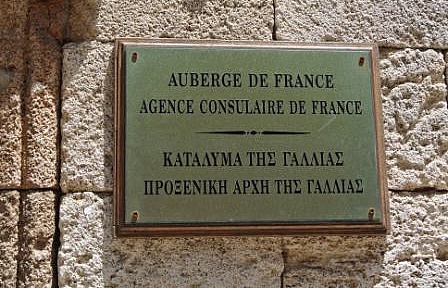 AUBERGE DE FRANCE
AGENCE CONSULAIRE DE FRANCE
ΚΑΤΑΛΥΜΑ ΤΗΣ ΓΑΛΛΙΑΣ
ΠΡΟΞΕΝΙΚΗ ΑΡΧΗ ΤΗΣ ΓΑΛΛΙΑΣ